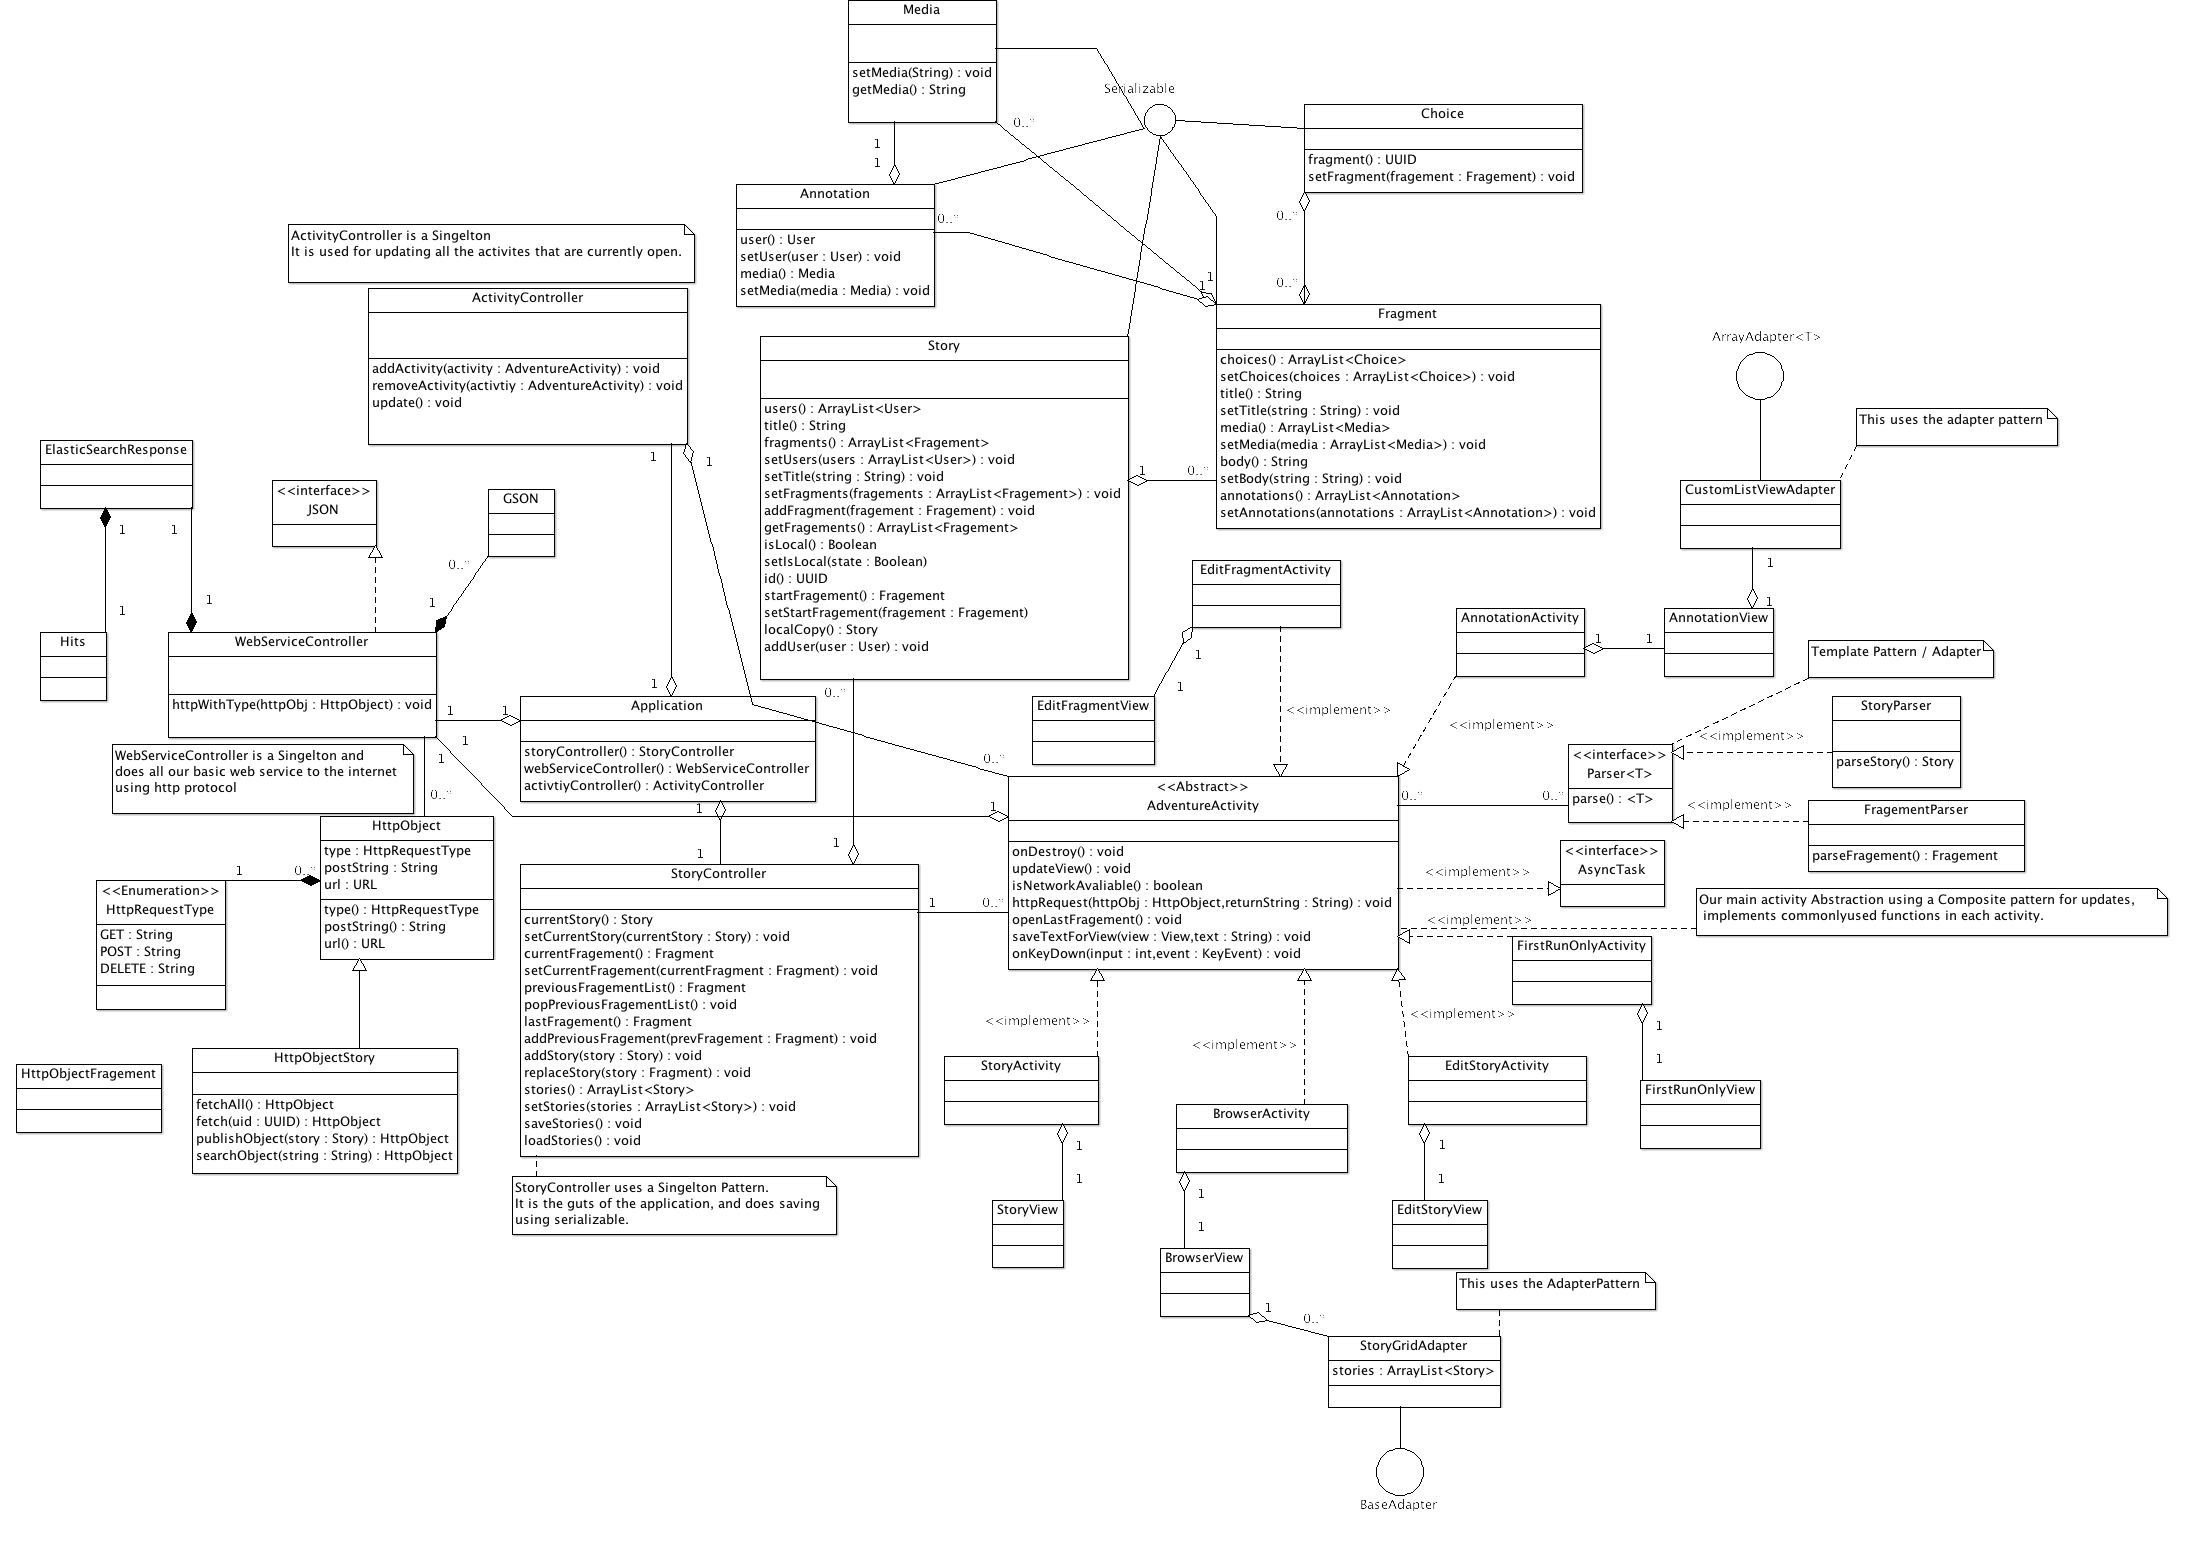 Media
setMedia(String) : void
getMedia() : String
Serializable
0..*
1
1
Choice
fragment() : UUID
setFragment(fragement : Fragement) : void
0..*
0..*
Annotation
user() : User
setUser(user : User) : void
media() : Media
setMedia(media : Media) : void
0..*
1
1
ActivityController is a Singelton
It is used for updating all the activites that are currently open.
ActivityController
addActivity(activity : AdventureActivity) : void
removeActivity(activtiy : AdventureActivity) : void
update() : void
1
1
Story
users() : ArrayList<User>
title() : String
fragments() : ArrayList<Fragement>
setUsers(users : ArrayList<User>) : void
setTitle(string : String) : void
setFragments(fragements : ArrayList<Fragement>) : void
addFragment(fragement : Fragement) : void
getFragements() : ArrayList<Fragement>
isLocal() : Boolean
setIsLocal(state : Boolean)
id() : UUID
startFragement() : Fragement
setStartFragement(fragement : Fragement)
localCopy() : Story
addUser(user : User) : void
1
0..*
0..*
Fragment
choices() : ArrayList<Choice>
setChoices(choices : ArrayList<Choice>) : void
title() : String
setTitle(string : String) : void
media() : ArrayList<Media>
setMedia(media : ArrayList<Media>) : void
body() : String
setBody(string : String) : void
annotations() : ArrayList<Annotation>
setAnnotations(annotations : ArrayList<Annotation>) : void
ArrayAdapter<T>
This uses the adapter pattern
CustomListViewAdapter
1
1
AnnotationView
AnnotationActivity
1
1
<<implement>>
EditFragmentActivity
1
1
EditFragmentView
<<implement>>
ElasticSearchResponse
1
1
1
1
Hits
<<interface>>
JSON
GSON
0..*
1
WebServiceController
httpWithType(httpObj : HttpObject) : void
1
1
1
1
0..*
WebServiceController is a Singelton and
does all our basic web service to the internet
using http protocol
Application
storyController() : StoryController
webServiceController() : WebServiceController
activtiyController() : ActivityController
1
1
1
HttpObject
type : HttpRequestType
postString : String
url : URL
type() : HttpRequestType
postString() : String
url() : URL
1
0..*
<<Enumeration>>
HttpRequestType
GET : String
POST : String
DELETE : String
HttpObjectFragement
HttpObjectStory
fetchAll() : HttpObject
fetch(uid : UUID) : HttpObject
publishObject(story : Story) : HttpObject
searchObject(string : String) : HttpObject
1
StoryController
currentStory() : Story
setCurrentStory(currentStory : Story) : void
currentFragement() : Fragment
setCurrentFragement(currentFragment : Fragment) : void
previousFragementList() : Fragment
popPreviousFragementList() : void
lastFragement() : Fragment
addPreviousFragement(prevFragement : Fragment) : void
addStory(story : Story) : void
replaceStory(story : Fragment) : void
stories() : ArrayList<Story>
setStories(stories : ArrayList<Story>) : void
saveStories() : void
loadStories() : void
1
0..*
StoryController uses a Singelton Pattern.
It is the guts of the application, and does saving
using serializable.
0..*
1
<<Abstract>>
AdventureActivity
onDestroy() : void
updateView() : void
isNetworkAvaliable() : boolean
httpRequest(httpObj : HttpObject,returnString : String) : void
openLastFragement() : void
saveTextForView(view : View,text : String) : void
onKeyDown(input : int,event : KeyEvent) : void
0..*
0..*
Template Pattern / Adapter
<<interface>>
Parser<T>
parse() : <T>
<<implement>>
StoryParser
parseStory() : Story
<<implement>>
FragementParser
parseFragement() : Fragement
<<interface>>
AsyncTask
<<implement>>
Our main activity Abstraction using a Composite pattern for updates,
implements commonlyused functions in each activity.
<<implement>>
FirstRunOnlyActivity
1
1
FirstRunOnlyView
<<implement>>
<<implement>>
<<implement>>
StoryActivity
1
1
StoryView
BrowserActivity
1
1
BrowserView
1
0..*
EditStoryActivity
1
1
EditStoryView
This uses the AdapterPattern
StoryGridAdapter
stories : ArrayList<Story>
BaseAdapter